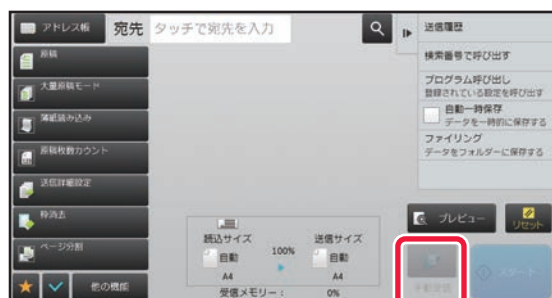 アドレス帳
宛先
タッチで宛先を入力
送信履歴
検索番号で呼び出す
プログラム呼び出し
登録されている設定を呼び出す
自動一時保存
データを一時的に保存する
ファイリング
データをフォルダーに保存する
原稿
大量原稿モード
薄紙読み込み
原稿枚数カウント
送信詳細設定
枠消去
ページ分割
他の機能
読込サイズ
送信サイズ
自動
100%
自動
A4
A4
受信メモリー:
0%
プレビュー
リセット
手動受信
スタート